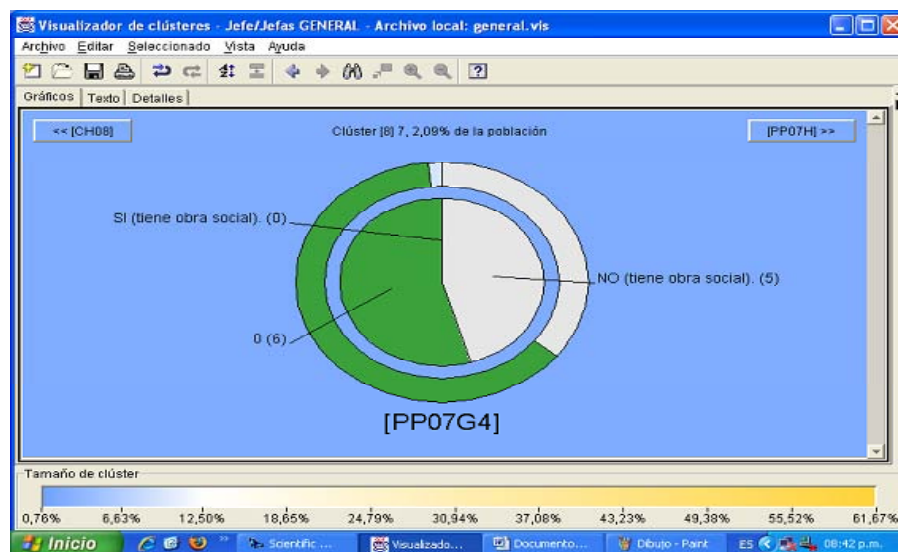 Visualizador de clústeres - Jefe/Jefas GENERAL - Archivo local: general.vis
Archivo Editar Seleccionado Vista Ayuda
Gráficos Texto Detalles
<< [CH08]
Clúster [8] 7, 2,09% de la población
[PP07H] >>
SI (tiene obra social). (0)
NO (tiene obra social). (5)
0 (6)
[PP07G4]
Tamaño de clúster
0,76% 6,63% 12,50% 18,65% 24,79% 30,94% 37,08% 43,23% 49,38% 55,52% 61,67%
Inicio Scientific ... Visualizado... Documento... Dibujo - Paint ES 08:42 p.m.